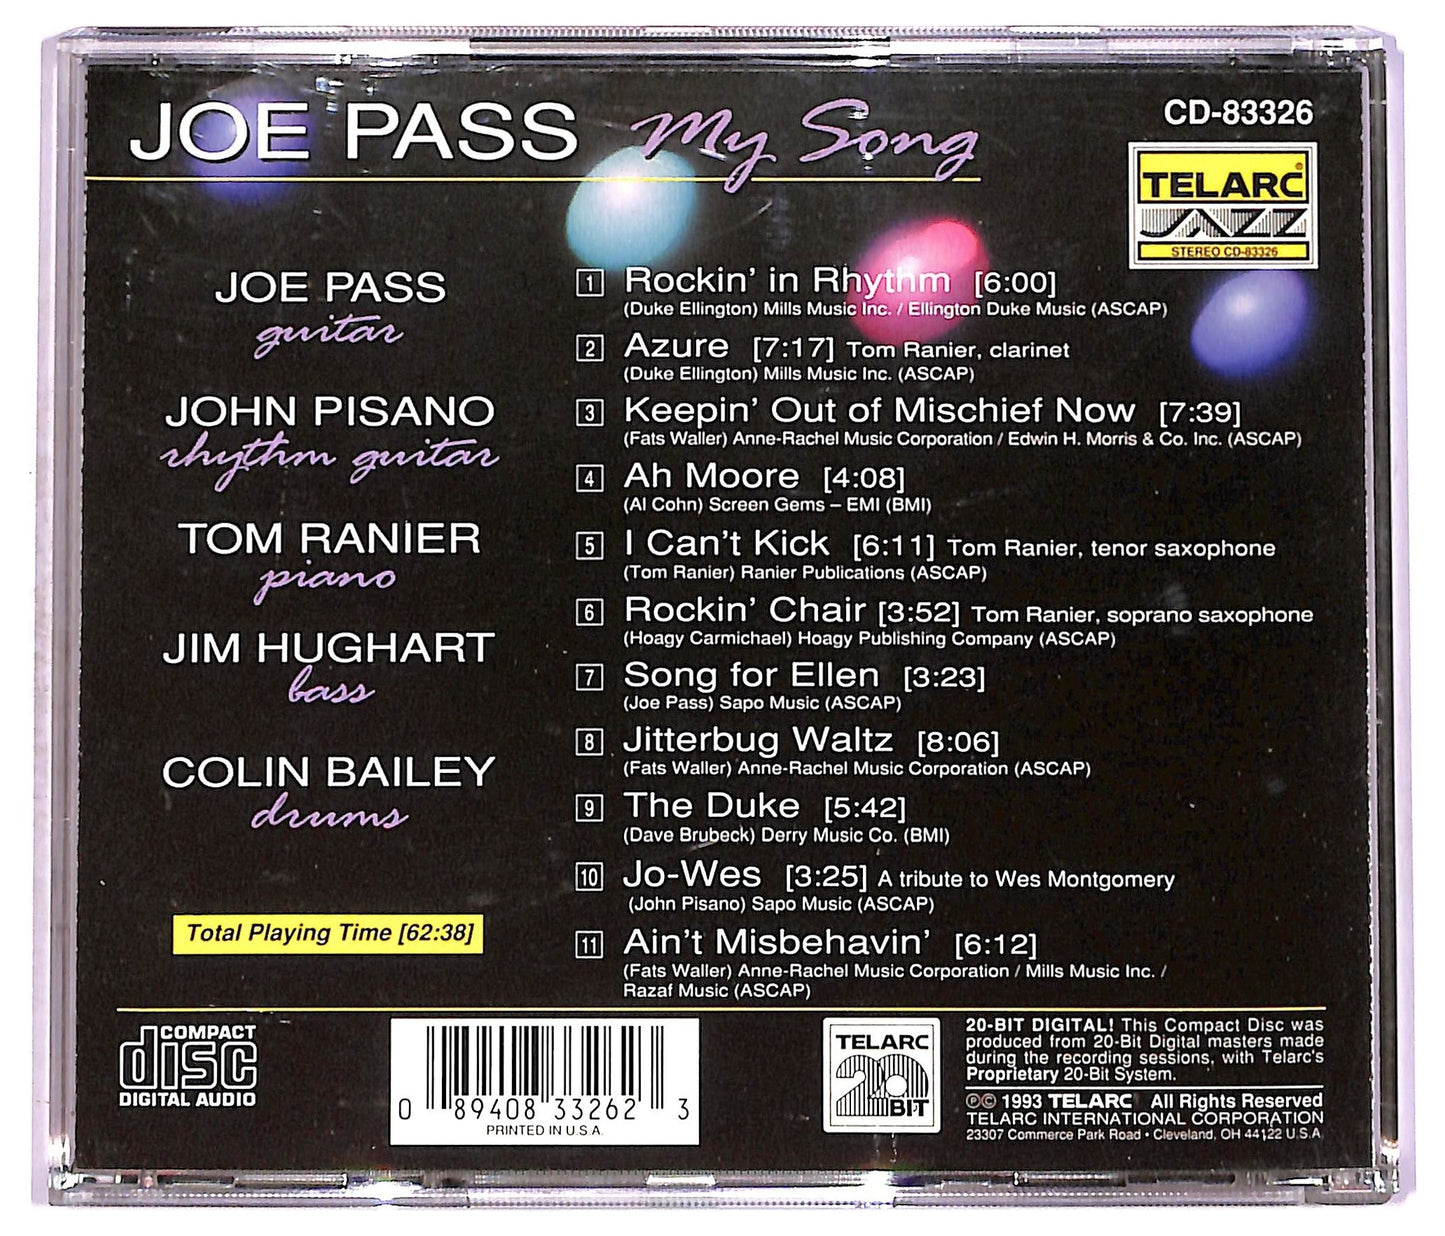 JOE PASS My Song
CD-83326
TELARC®
JAZZ
STEREO CD-83326
JOE PASS
guitar
JOHN PISANO
rhythm guitar
TOM RANIER
piano
JIM HUGHART
bass
COLIN BAILEY
drums
Total Playing Time [62:38]
1 Rockin' in Rhythm [6:00]
(Duke Ellington) Mills Music Inc. / Ellington Duke Music (ASCAP)
2 Azure [7:17] Tom Ranier, clarinet
(Duke Ellington) Mills Music Inc. (ASCAP)
3 Keepin' Out of Mischief Now [7:39]
(Fats Waller) Anne-Rachel Music Corporation / Edwin H. Morris & Co. Inc. (ASCAP)
4 Ah Moore [4:08]
(Al Cohn) Screen Gems – EMI (BMI)
5 I Can't Kick [6:11] Tom Ranier, tenor saxophone
(Tom Ranier) Ranier Publications (ASCAP)
6 Rockin' Chair [3:52] Tom Ranier, soprano saxophone
(Hoagy Carmichael) Hoagy Publishing Company (ASCAP)
7 Song for Ellen [3:23]
(Joe Pass) Sapo Music (ASCAP)
8 Jitterbug Waltz [8:06]
(Fats Waller) Anne-Rachel Music Corporation (ASCAP)
9 The Duke [5:42]
(Dave Brubeck) Derry Music Co. (BMI)
10 Jo-Wes [3:25] A tribute to Wes Montgomery
(John Pisano) Sapo Music (ASCAP)
11 Ain't Misbehavin' [6:12]
(Fats Waller) Anne-Rachel Music Corporation / Mills Music Inc. /
Razaf Music (ASCAP)
COMPACT
disc
DIGITAL AUDIO
0 89408 33262 3
PRINTED IN U.S.A.
TELARC
20
BIT
20-BIT DIGITAL! This Compact Disc was
produced from 20-Bit Digital masters made
during the recording sessions, with Telarc's
Proprietary 20-Bit System.
℗© 1993 TELARC All Rights Reserved
TELARC INTERNATIONAL CORPORATION
23307 Commerce Park Road • Cleveland, OH 44122 U.S.A